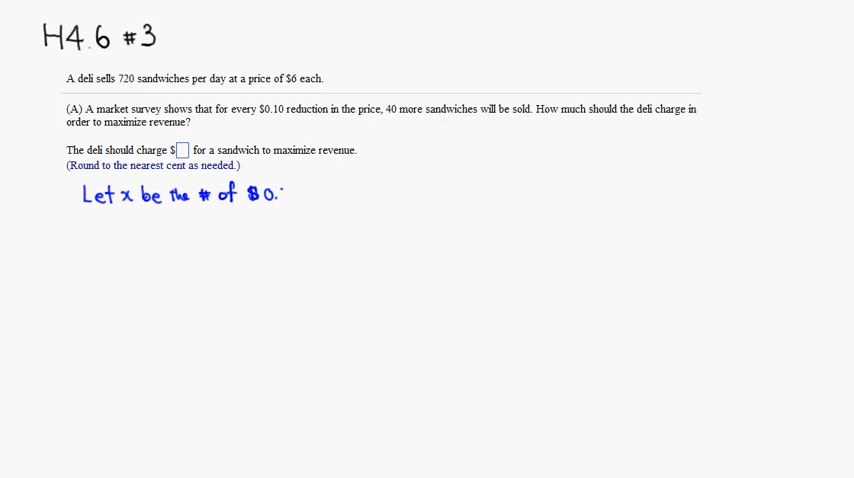 H4.6 #3
A deli sells 720 sandwiches per day at a price of $6 each.
(A) A market survey shows that for every $0.10 reduction in the price, 40 more sandwiches will be sold. How much should the deli charge in
order to maximize revenue?
The deli should charge $ for a sandwich to maximize revenue.
(Round to the nearest cent as needed.)
Let x be the # of $0.